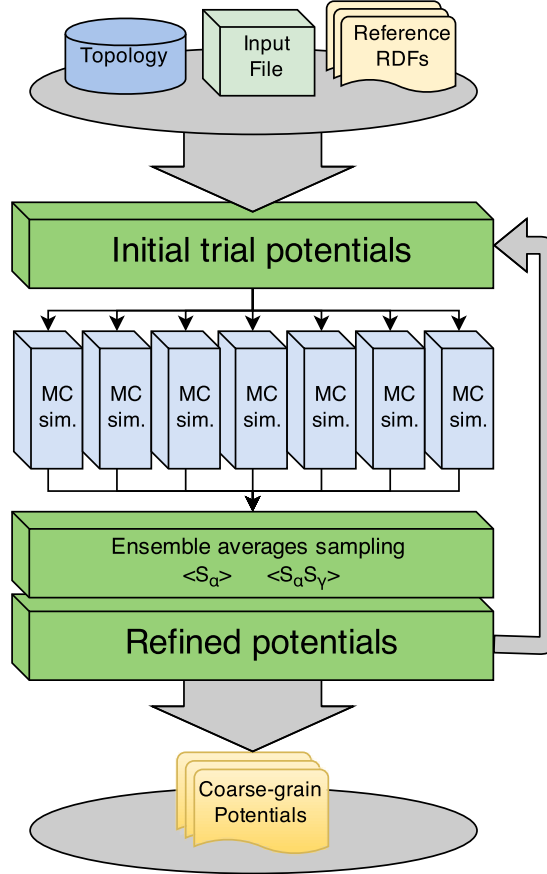 Topology
Input
File
Reference
RDFs
Initial trial potentials
MC
sim.
MC
sim.
MC
sim.
MC
sim.
MC
sim.
MC
sim.
MC
sim.
Ensemble averages sampling
<Sα> <SαSγ>
Refined potentials
Coarse-grain
Potentials